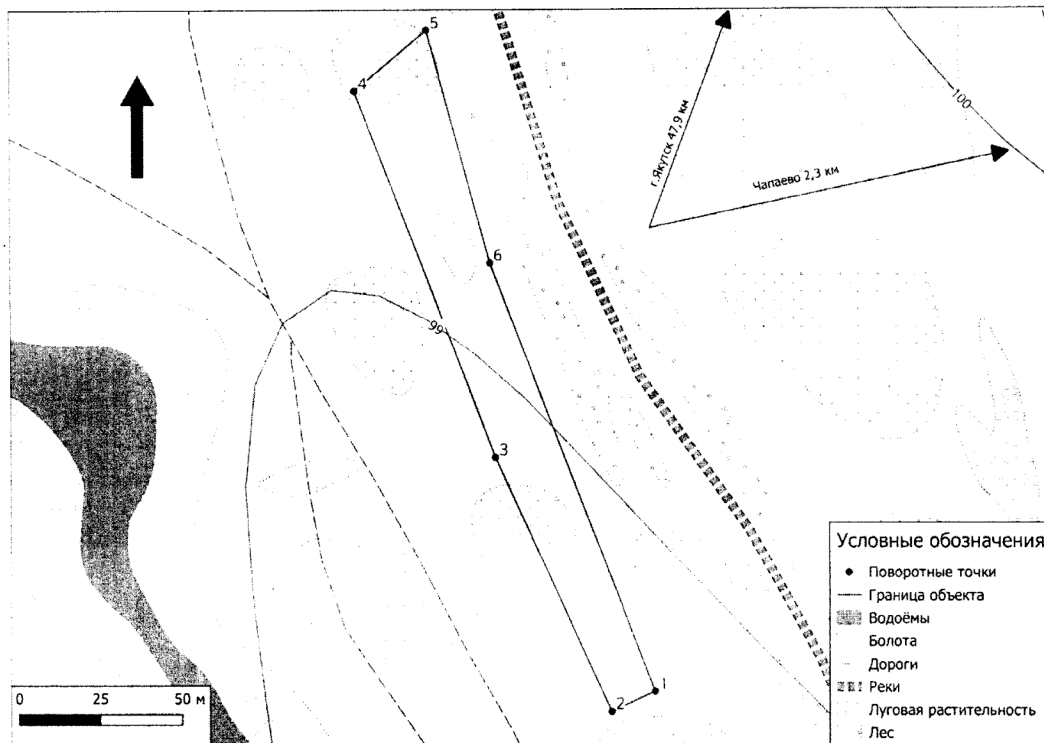 5
4
100
г.Якутск 47,9 км
Чапаево 2,3 км
6
99
3
Условные обозначения
Поворотные точки
Граница объекта
Водоёмы
Болота
Дороги
Реки
Луговая растительность
Лес
1
2
0 25 50 м